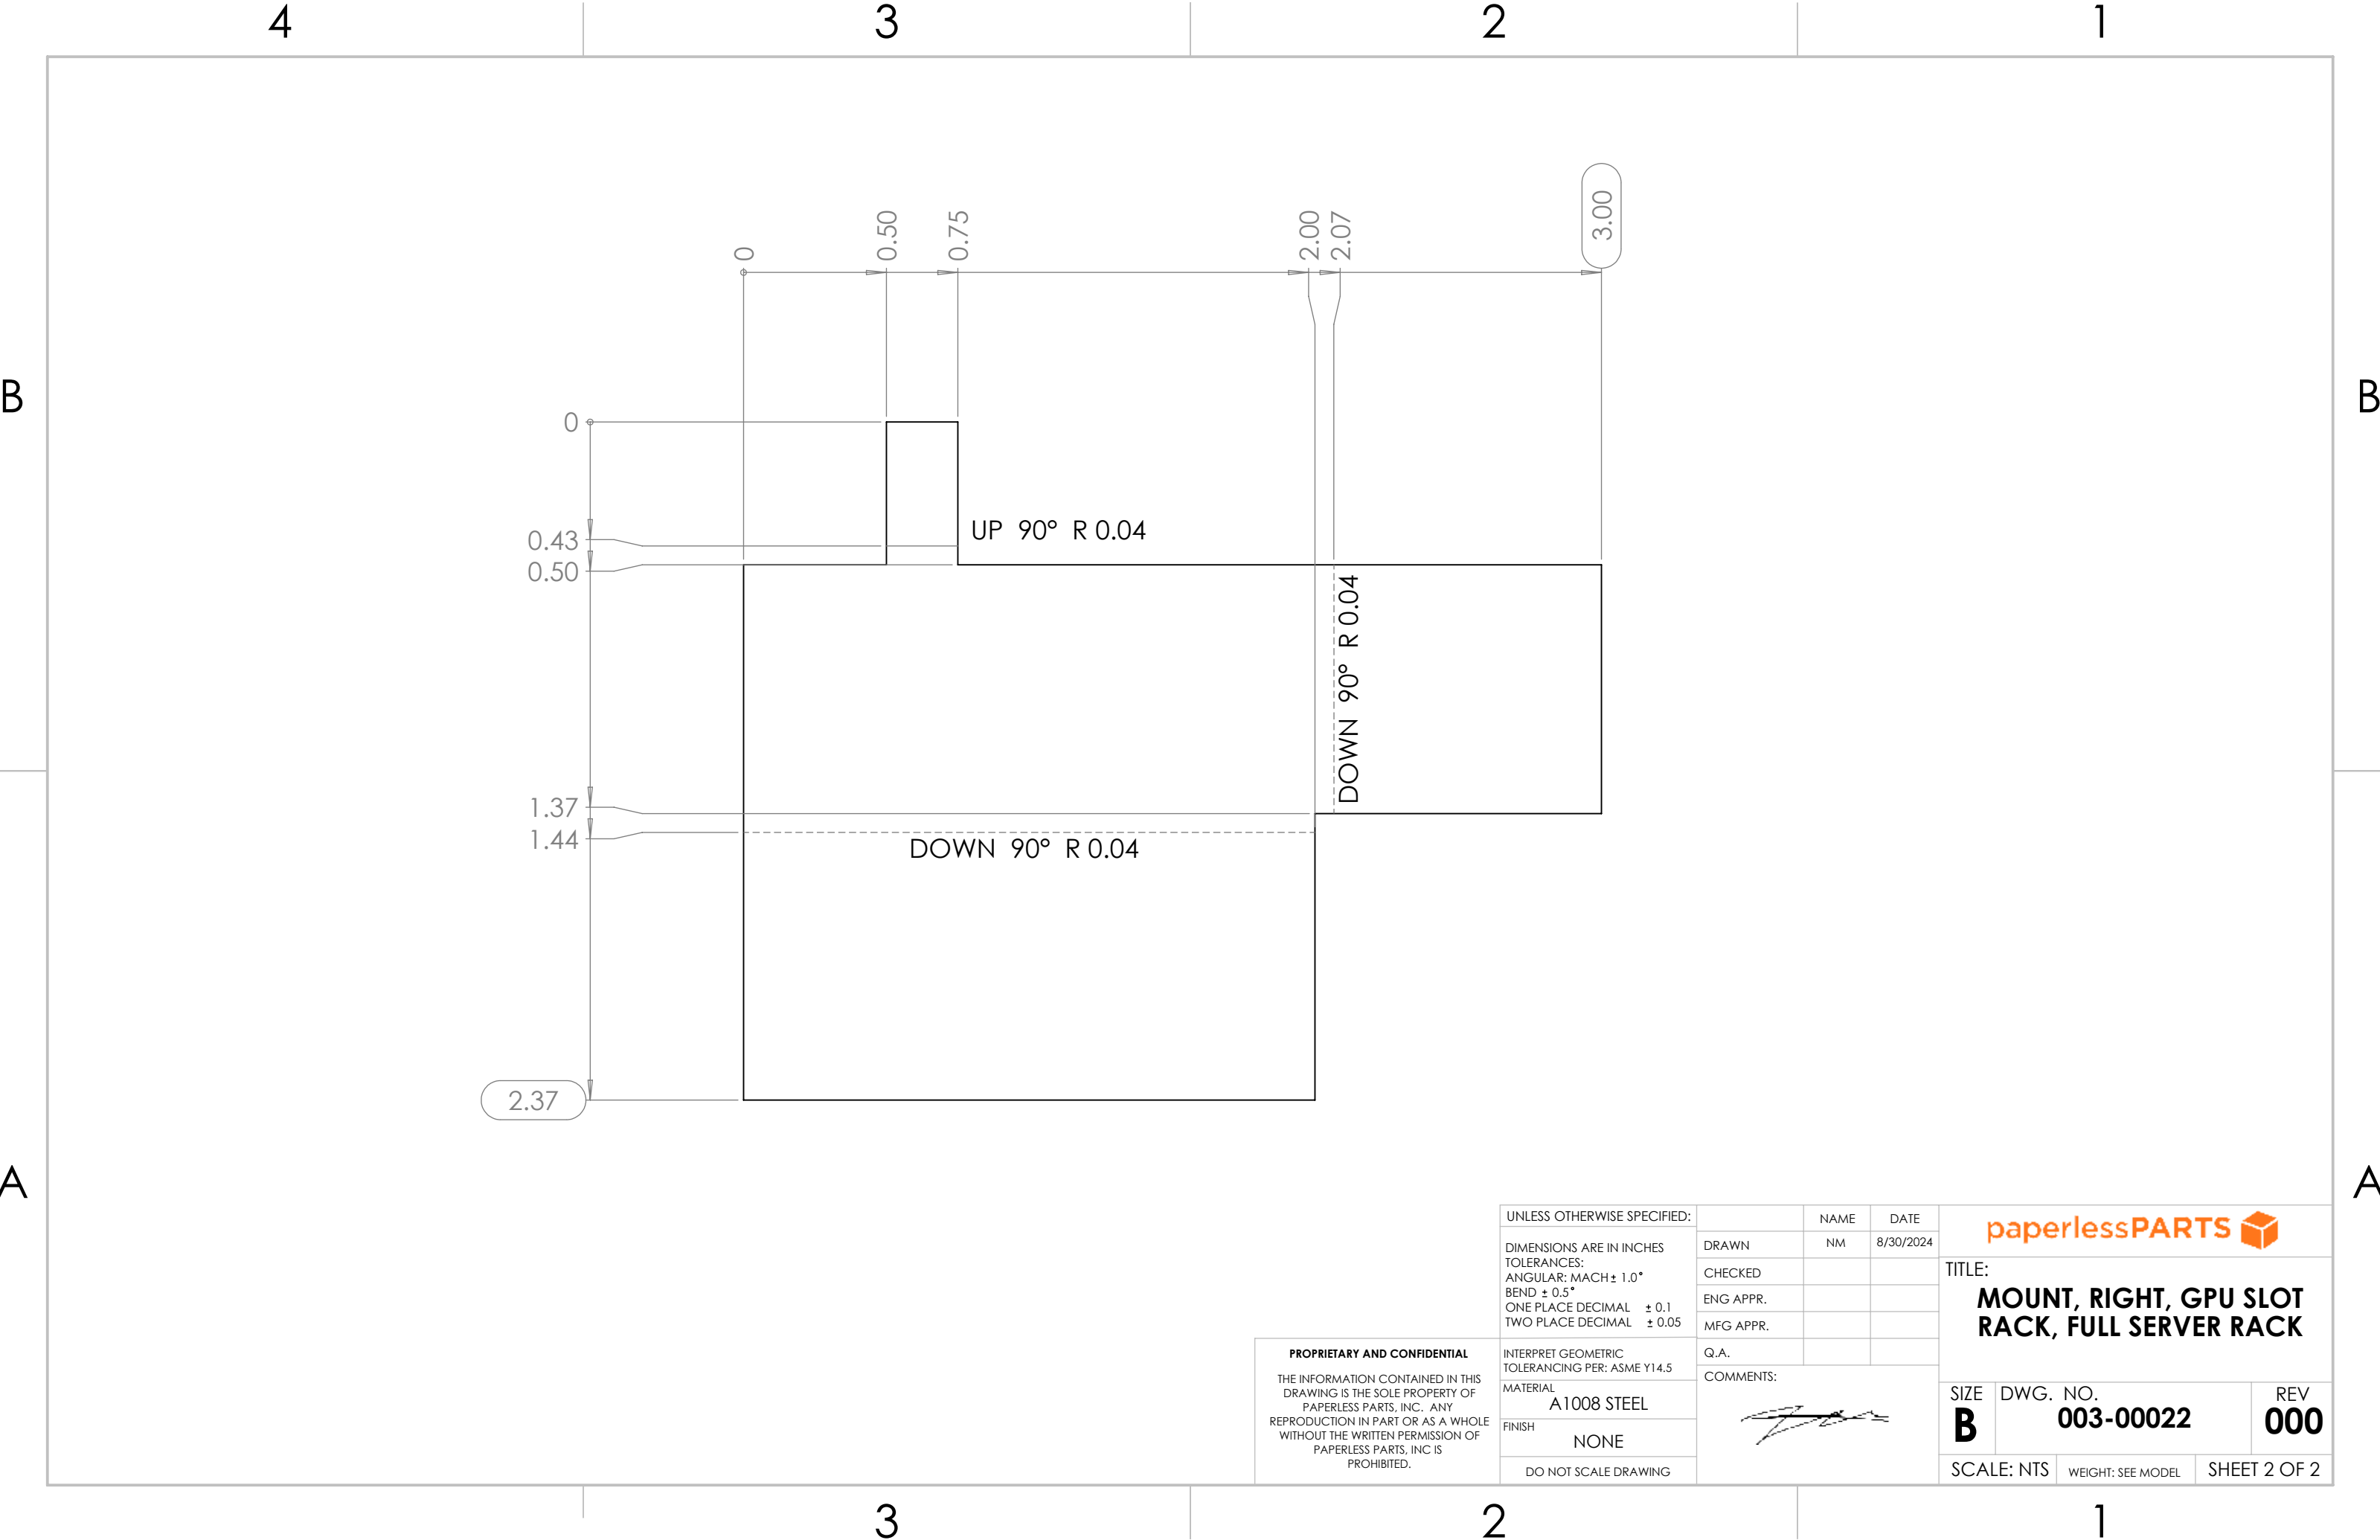 4 3 2 1
B B
A A
3 2 1
0 0.50 0.75 2.00 2.07 3.00
0
0.43
0.50
1.37
1.44
2.37
UP 90° R 0.04
DOWN 90° R 0.04
DOWN 90° R 0.04
PROPRIETARY AND CONFIDENTIAL
THE INFORMATION CONTAINED IN THIS
DRAWING IS THE SOLE PROPERTY OF
PAPERLESS PARTS, INC. ANY
REPRODUCTION IN PART OR AS A WHOLE
WITHOUT THE WRITTEN PERMISSION OF
PAPERLESS PARTS, INC IS
PROHIBITED.
UNLESS OTHERWISE SPECIFIED:
DIMENSIONS ARE IN INCHES
TOLERANCES:
ANGULAR: MACH ± 1.0°
BEND ± 0.5°
ONE PLACE DECIMAL ± 0.1
TWO PLACE DECIMAL ± 0.05
INTERPRET GEOMETRIC
TOLERANCING PER: ASME Y14.5
MATERIAL
A1008 STEEL
FINISH
NONE
DO NOT SCALE DRAWING
NAME DATE
DRAWN NM 8/30/2024
CHECKED
ENG APPR.
MFG APPR.
Q.A.
COMMENTS:
paperlessPARTS
TITLE:
MOUNT, RIGHT, GPU SLOT
RACK, FULL SERVER RACK
SIZE DWG. NO. REV
B 003-00022 000
SCALE: NTS WEIGHT: SEE MODEL SHEET 2 OF 2